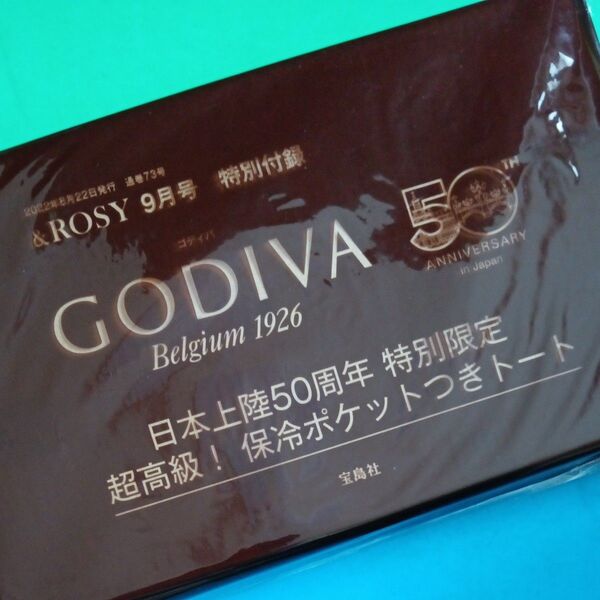 2022年8月22日発行 通巻73号
&ROSY 9月号 特別付録
ゴディバ
GODIVA
Belgium 1926
50TH
ANNIVERSARY
in Japan
日本上陸50周年 特別限定
超高級! 保冷ポケットつきトート
宝島社